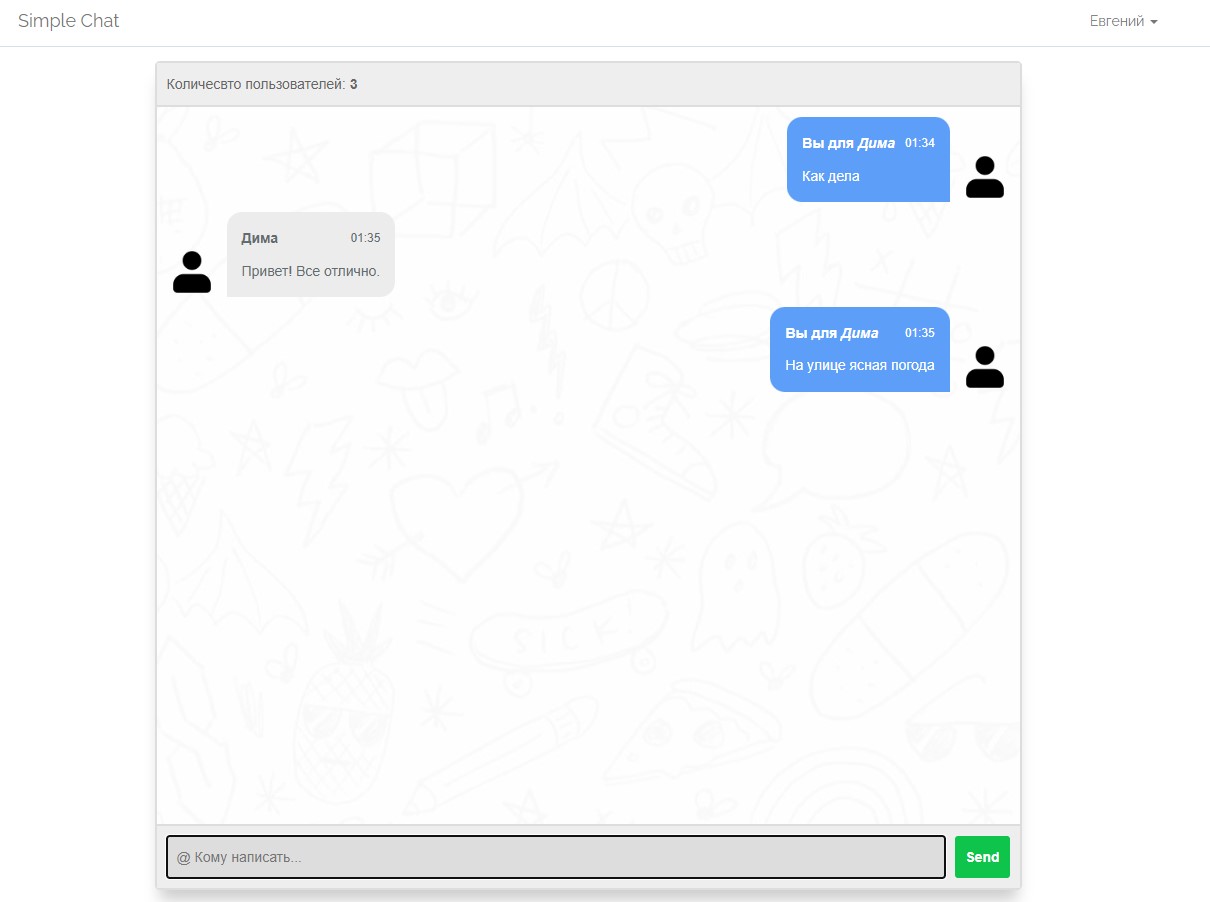 Simple Chat
Евгений
Количесвто пользователей: 3
Вы для Дима 01:34
Как дела
Дима 01:35
Привет! Все отлично.
Вы для Дима 01:35
На улице ясная погода
SICK!
@ Кому написать...
Send